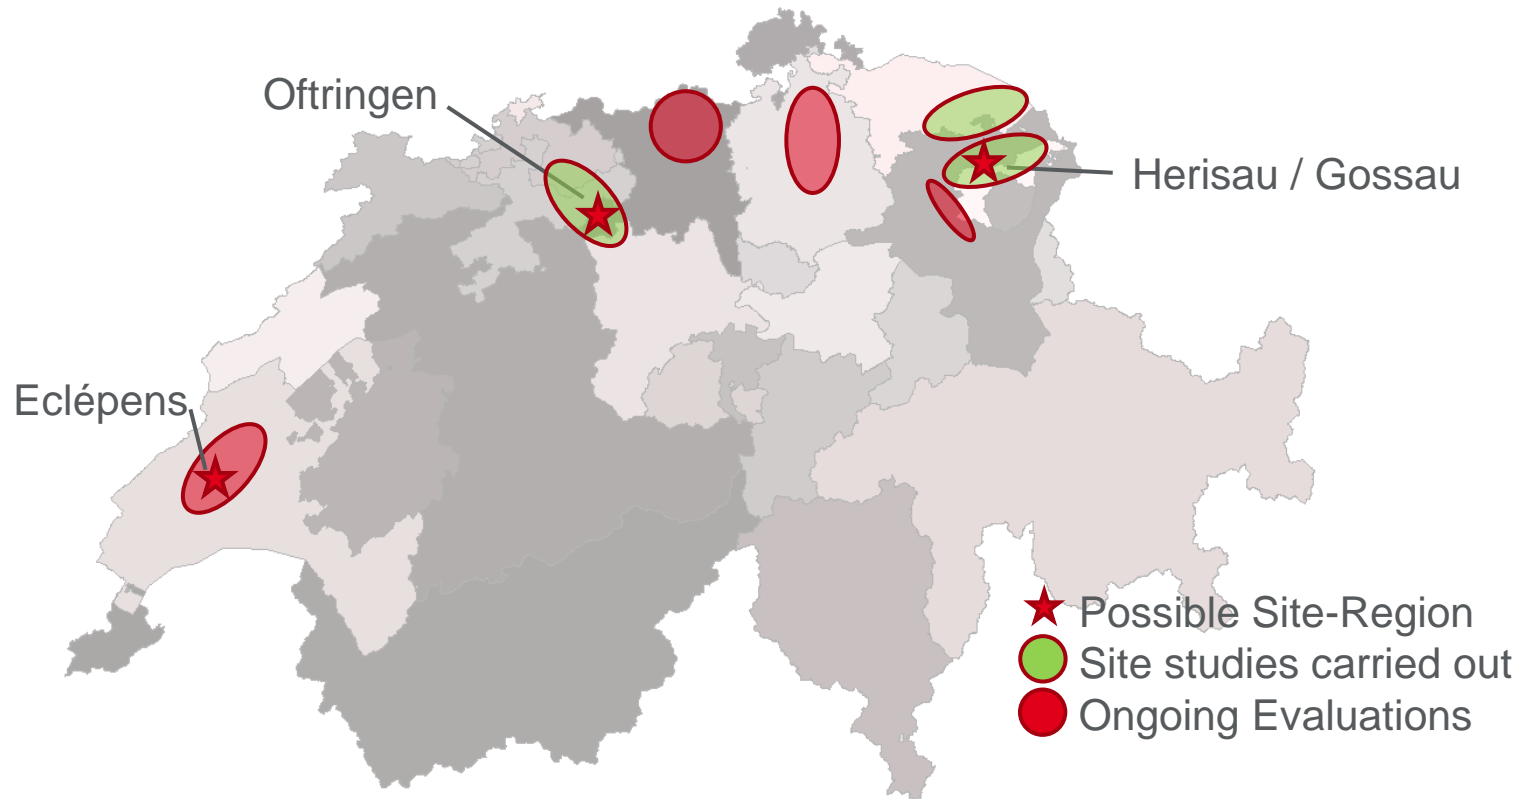 Oftringen
Herisau / Gossau
Eclépens
Possible Site-Region
Site studies carried out
Ongoing Evaluations